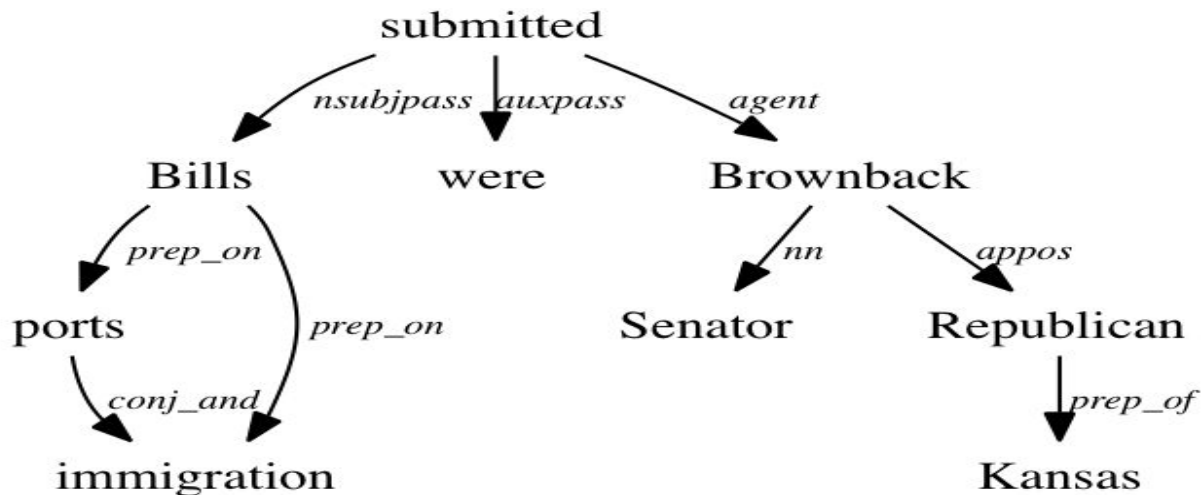 submitted
nsubjpass auxpass agent
Bills were Brownback
prep_on nn appos
ports prep_on Senator Republican
conj_and prep_of
immigration Kansas